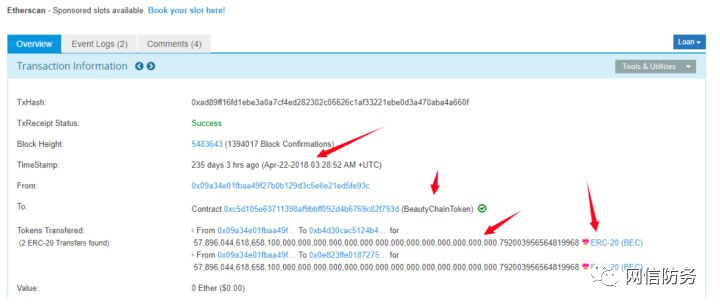 Etherscan - Sponsored slots available. Book your slot here!
Overview Event Logs (2) Comments (4) Loan
Transaction Information Tools & Utilities
TxHash: 0xad89ff16fd1ebe3a0a7cf4ed282302c06626c1af33221ebe0d3a470aba4a660f
TxReceipt Status: Success
Block Height: 5483643 (1394017 Block Confirmations)
TimeStamp: 235 days 3 hrs ago (Apr-22-2018 03:28:52 AM +UTC)
From: 0x09a34e01fbaa49f27b0b129d3c5e6e21ed5fe93c
To: Contract 0xc5d105e63711398af9bbff092d4b6769c82f793d (BeautyChainToken)
Tokens Transferred: From 0x09a34e01fbaa49f... To 0xb4d30cac5124b4... for
(2 ERC-20 Transfers found) 57,896,044,618,658,100,000,000,000,000,000,000,000,000,000,000,000,000,000,000.792003956564819968 ERC-20 (BEC)
From 0x09a34e01fbaa49f... To 0x0e823ffe0187275... for
57,896,044,618,658,100,000,000,000,000,000,000,000,000,000,000,000,000,000,000.792003956564819968 (BEC)
Value: 0 Ether ($0.00)
网信防务